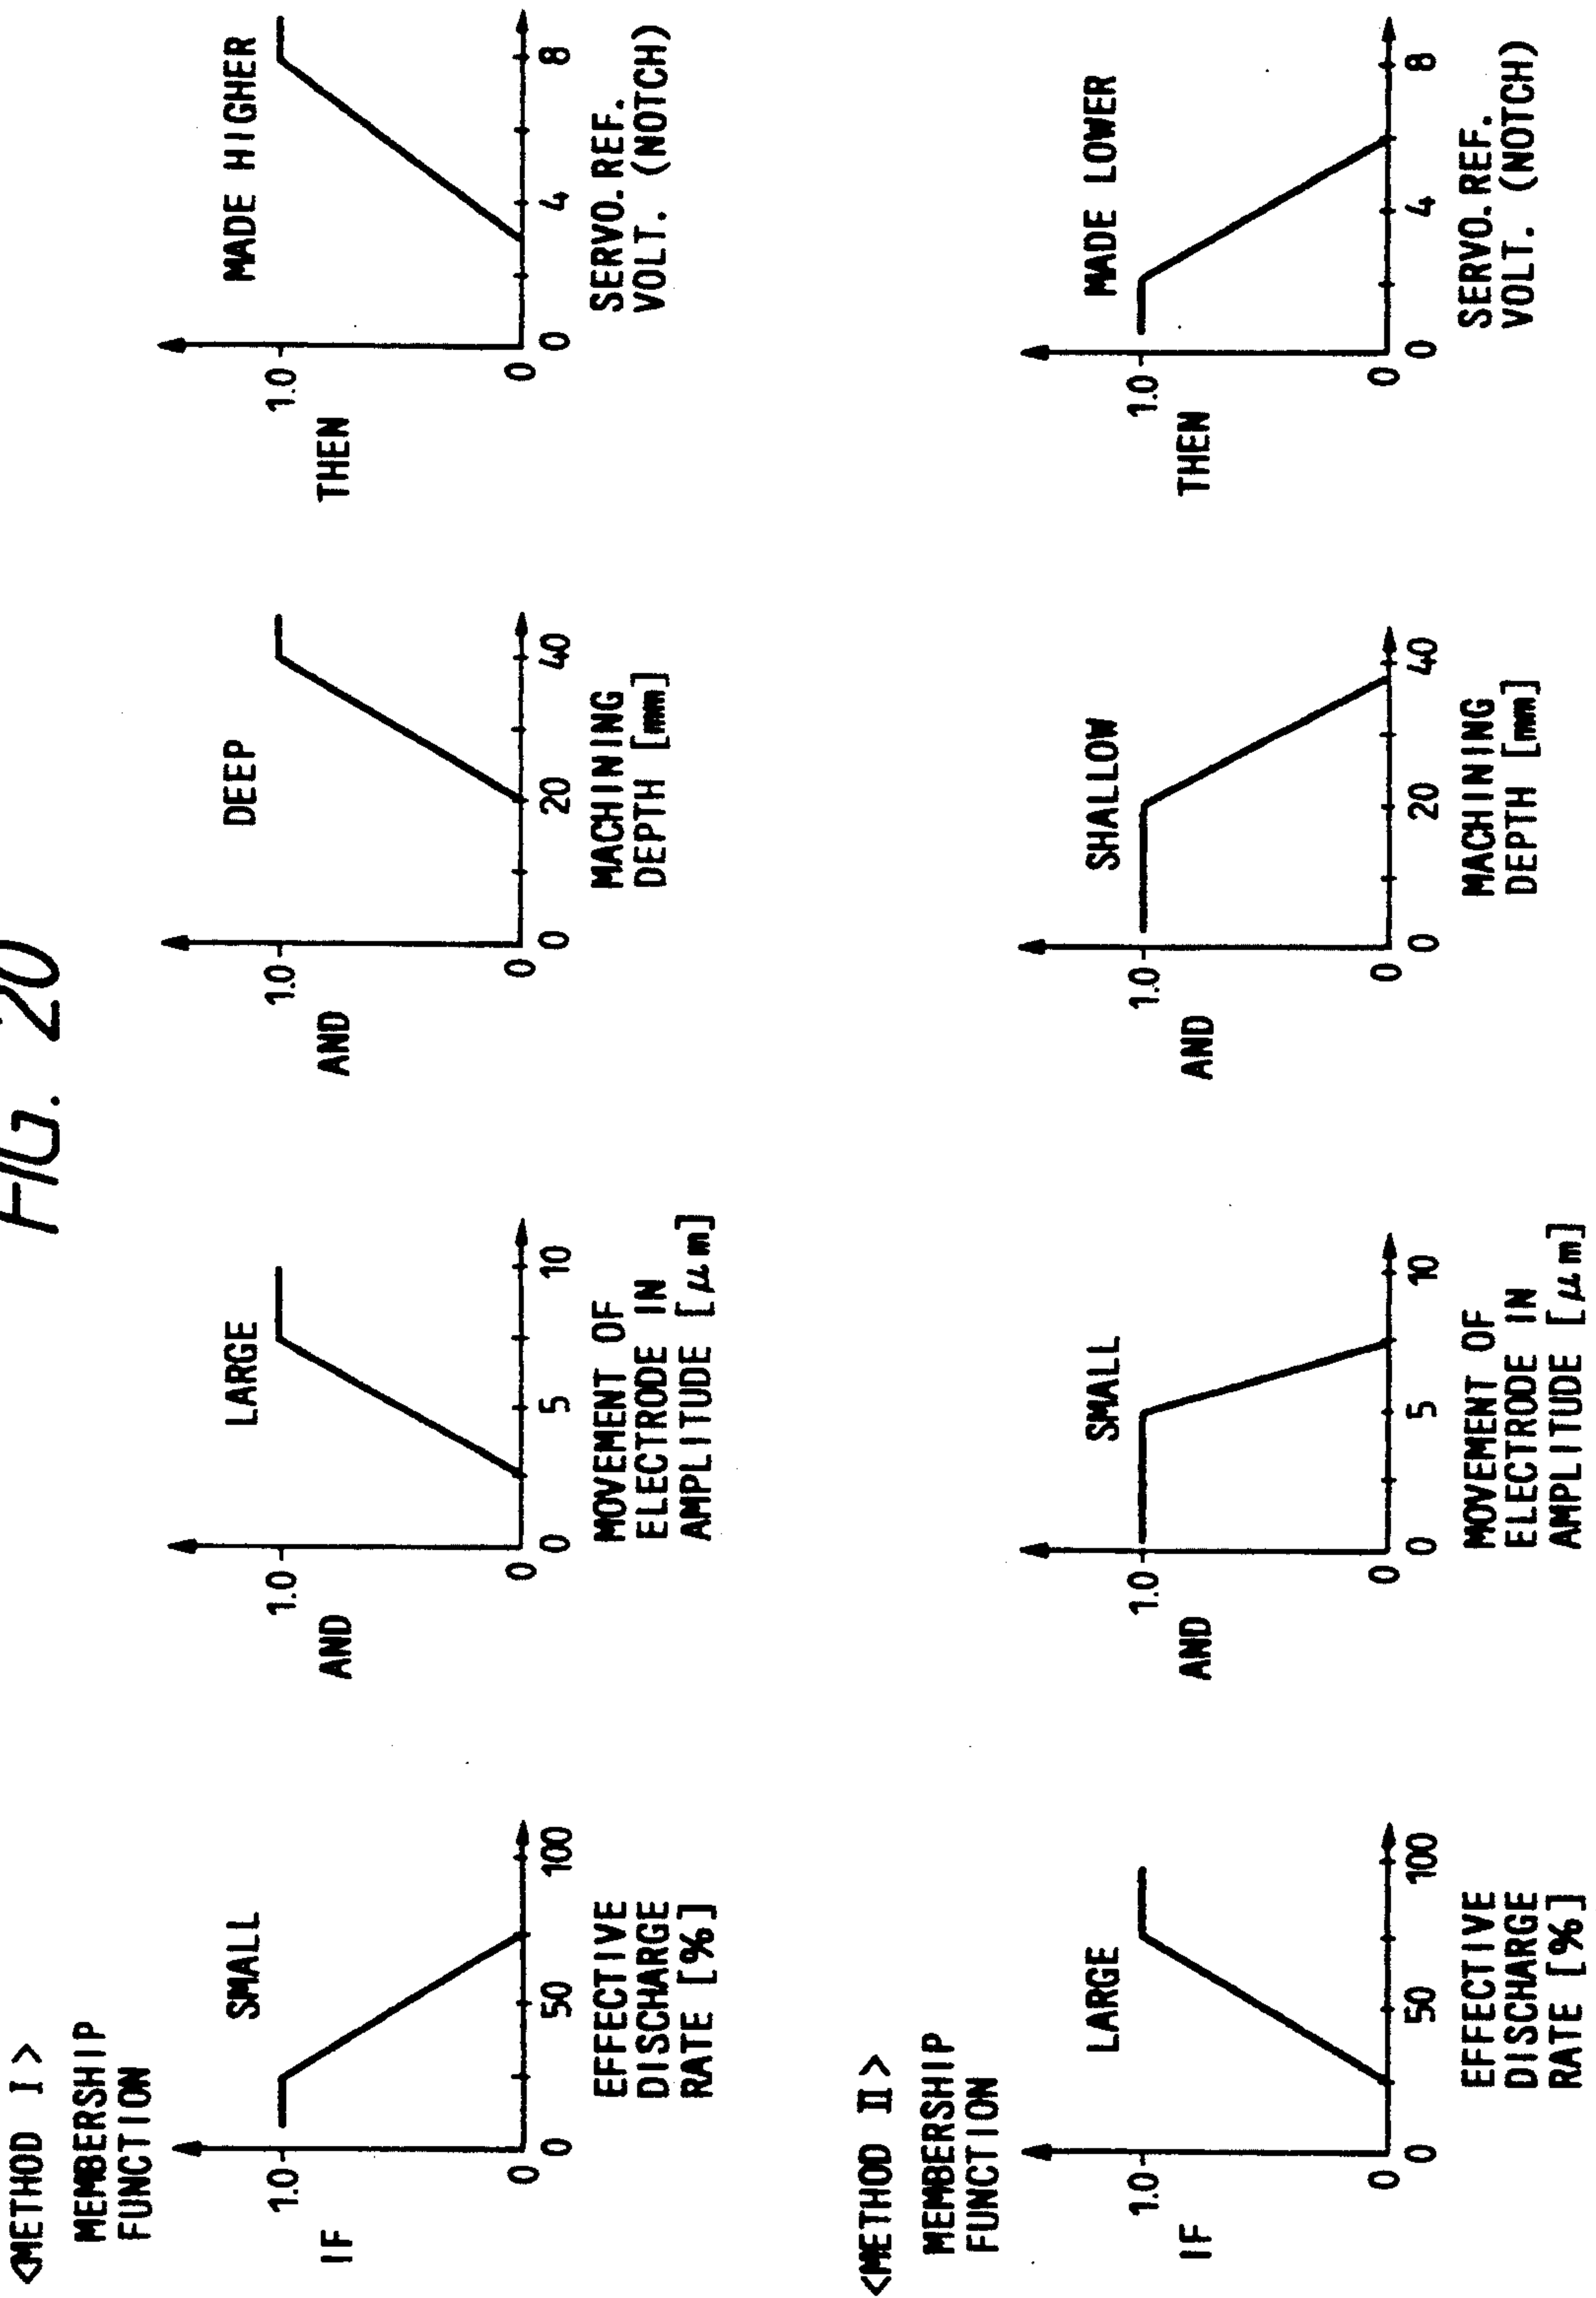 FIG. 20
<METHOD I>
MEMBERSHIP
FUNCTION
IF
1.0
0
SMALL
0
50
100
EFFECTIVE
DISCHARGE
RATE [%]
AND
1.0
0
LARGE
0
5
10
MOVEMENT OF
ELECTRODE IN
AMPLITUDE [μm]
AND
1.0
0
DEEP
0
20
40
MACHINING
DEPTH [mm]
THEN
1.0
0
MADE HIGHER
0
4
8
SERVO. REF.
VOLT. (NOTCH)
<METHOD II>
MEMBERSHIP
FUNCTION
IF
1.0
0
LARGE
0
50
100
EFFECTIVE
DISCHARGE
RATE [%]
AND
1.0
0
SMALL
0
5
10
MOVEMENT OF
ELECTRODE IN
AMPLITUDE [μm]
AND
1.0
0
SHALLOW
0
20
40
MACHINING
DEPTH [mm]
THEN
1.0
0
MADE LOWER
0
4
8
SERVO. REF.
VOLT. (NOTCH)